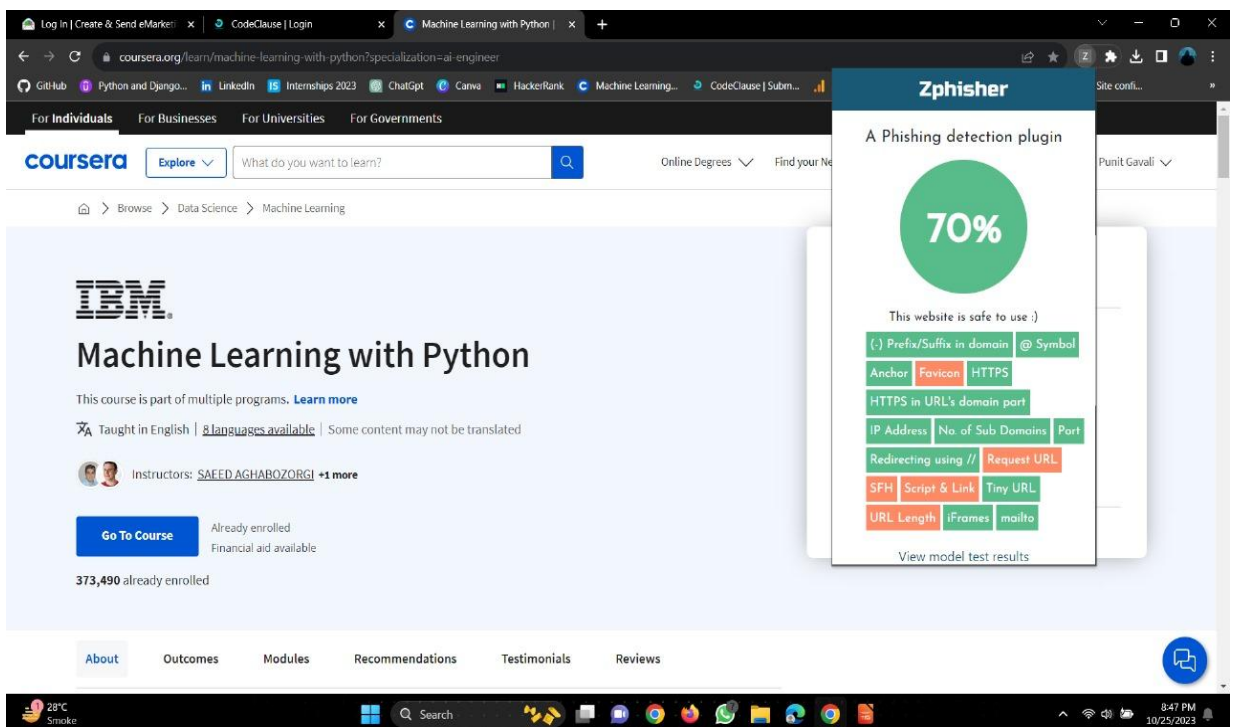 Log In | Create & Send eMarketi
CodeClause | Login
Machine Learning with Python |
coursera.org/learn/machine-learning-with-python?specialization=ai-engineer
GitHub Python and Django... LinkedIn Internships 2023 ChatGpt Canva HackerRank Machine Learning... CodeClause | Subm... Site confi... »
For Individuals For Businesses For Universities For Governments
coursera Explore What do you want to learn? Online Degrees Find your Ne Punit Gavali
Browse > Data Science > Machine Learning
IBM.
Machine Learning with Python
This course is part of multiple programs. Learn more
Taught in English | 8 languages available | Some content may not be translated
Instructors: SAEED AGHABOZORGI +1 more
Go To Course
Already enrolled
Financial aid available
373,490 already enrolled
About Outcomes Modules Recommendations Testimonials Reviews
Zphisher
A Phishing detection plugin
70%
This website is safe to use :)
(-) Prefix/Suffix in domain @ Symbol
Anchor Favicon HTTPS
HTTPS in URL's domain part
IP Address No. of Sub Domains Port
Redirecting using // Request URL
SFH Script & Link Tiny URL
URL Length iFrames mailto
View model test results
1
28°C
Smoke
Search
8:47 PM
10/25/2023